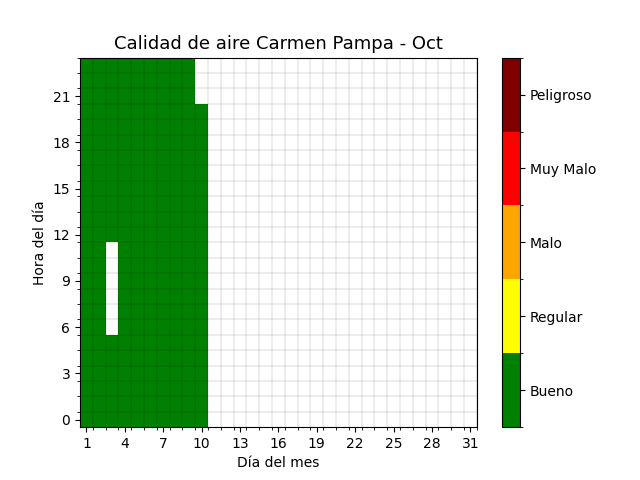 Calidad de aire Carmen Pampa - Oct
Hora del día
21
18
15
12
9
6
3
0
1 4 7 10 13 16 19 22 25 28 31
Día del mes
Peligroso
Muy Malo
Malo
Regular
Bueno